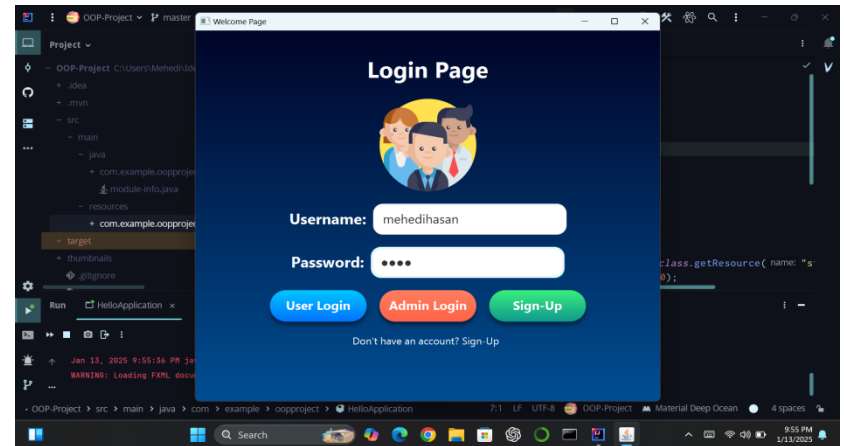 OOP-Project master
Welcome Page
Project
OOP-Project C:\Users\Mehedi\Ide
.idea
.mvn
src
main
java
com.example.oopproje
module-info.java
resources
com.example.oopproje
target
thumbnails
.gitignore
Login Page
Username: mehedihasan
Password: ••••
User Login Admin Login Sign-Up
Don't have an account? Sign-Up
class.getResource( name: "s
0);
Run HelloApplication
Jan 13, 2025 9:55:36 PM ja
WARNING: Loading FXML docu
OOP-Project > src > main > java > com > example > oopproject > HelloApplication 7:1 LF UTF-8 OOP-Project Material Deep Ocean 4 spaces
Search
9:55 PM
1/13/2025